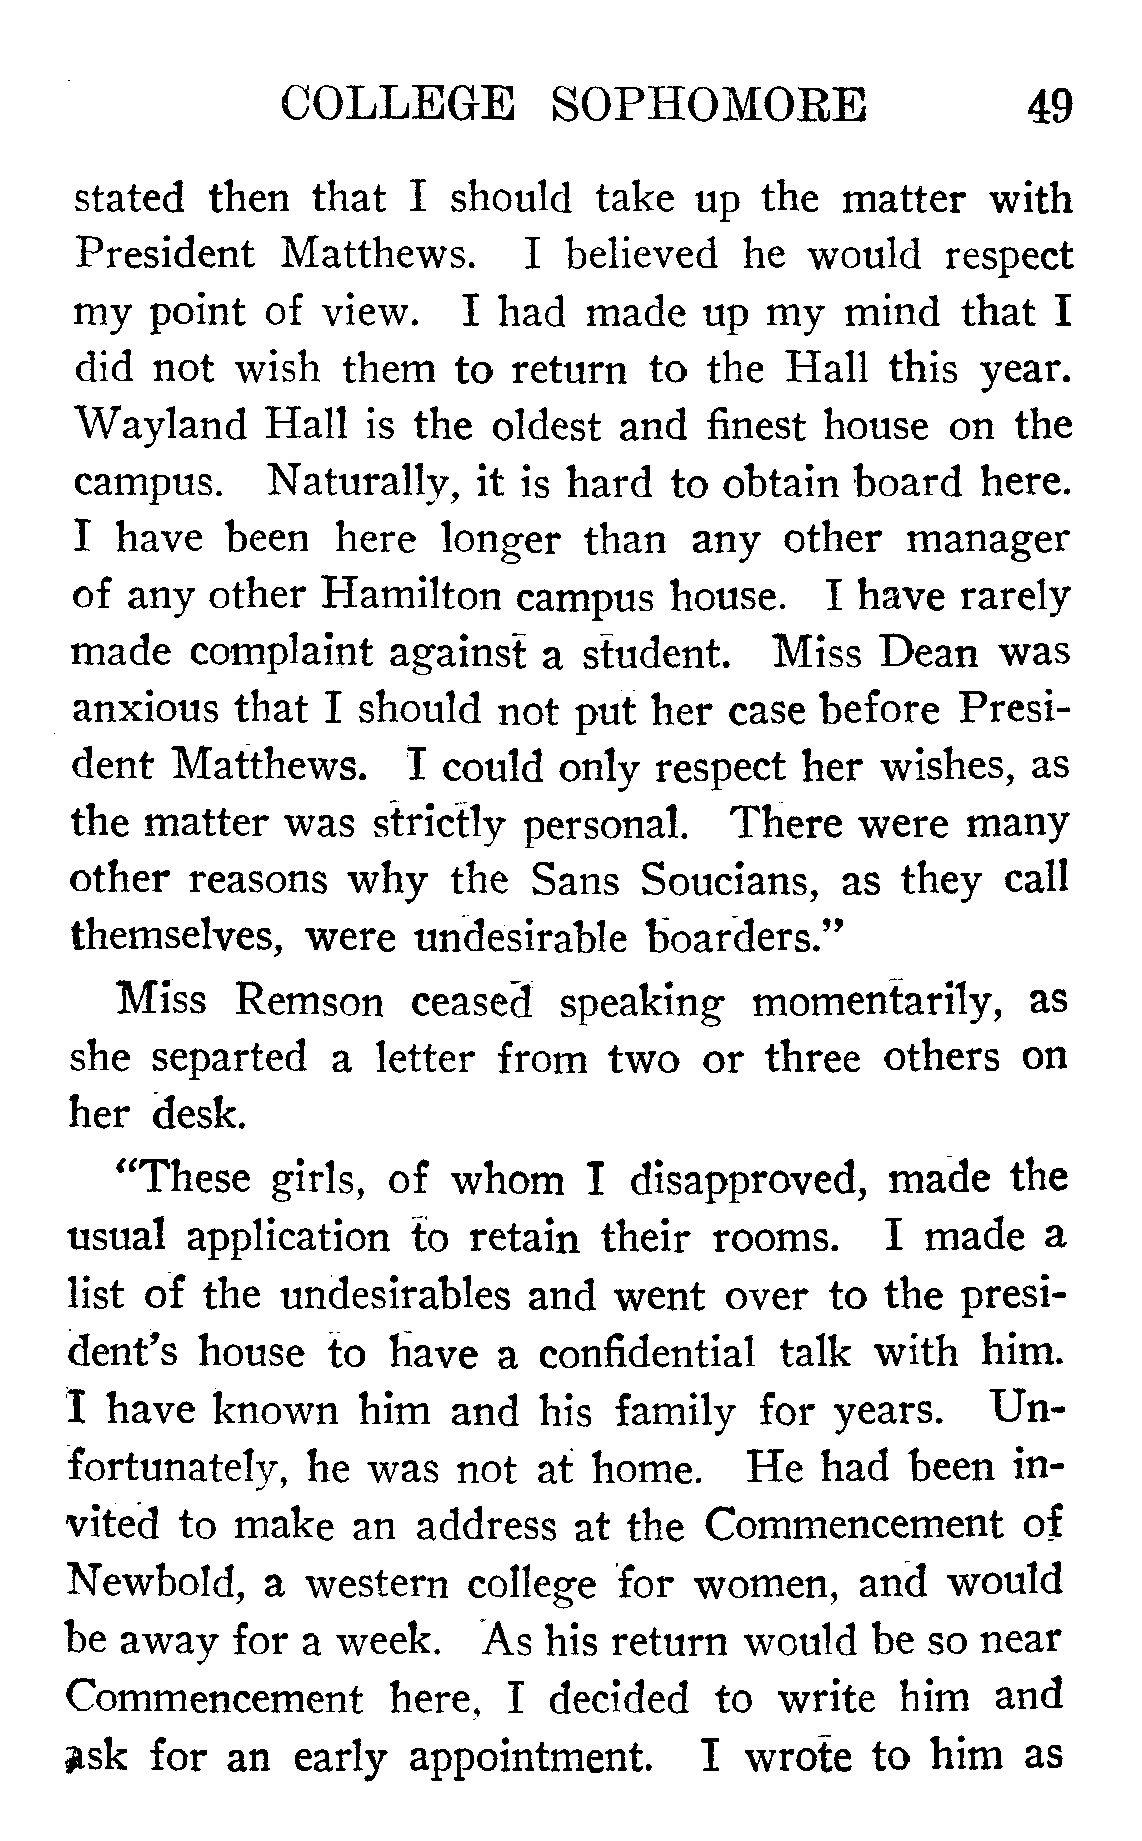 COLLEGE SOPHOMORE 49
stated then that I should take up the matter with
President Matthews. I believed he would respect
my point of view. I had made up my mind that I
did not wish them to return to the Hall this year.
Wayland Hall is the oldest and finest house on the
campus. Naturally, it is hard to obtain board here.
I have been here longer than any other manager
of any other Hamilton campus house. I have rarely
made complaint against a student. Miss Dean was
anxious that I should not put her case before Presi-
dent Matthews. I could only respect her wishes, as
the matter was strictly personal. There were many
other reasons why the Sans Soucians, as they call
themselves, were undesirable boarders.”
Miss Remson ceased speaking momentarily, as
she separted a letter from two or three others on
her desk.
“These girls, of whom I disapproved, made the
usual application to retain their rooms. I made a
list of the undesirables and went over to the presi-
dent’s house to have a confidential talk with him.
I have known him and his family for years. Un-
fortunately, he was not at home. He had been in-
vited to make an address at the Commencement of
Newbold, a western college for women, and would
be away for a week. As his return would be so near
Commencement here, I decided to write him and
ask for an early appointment. I wrote to him as